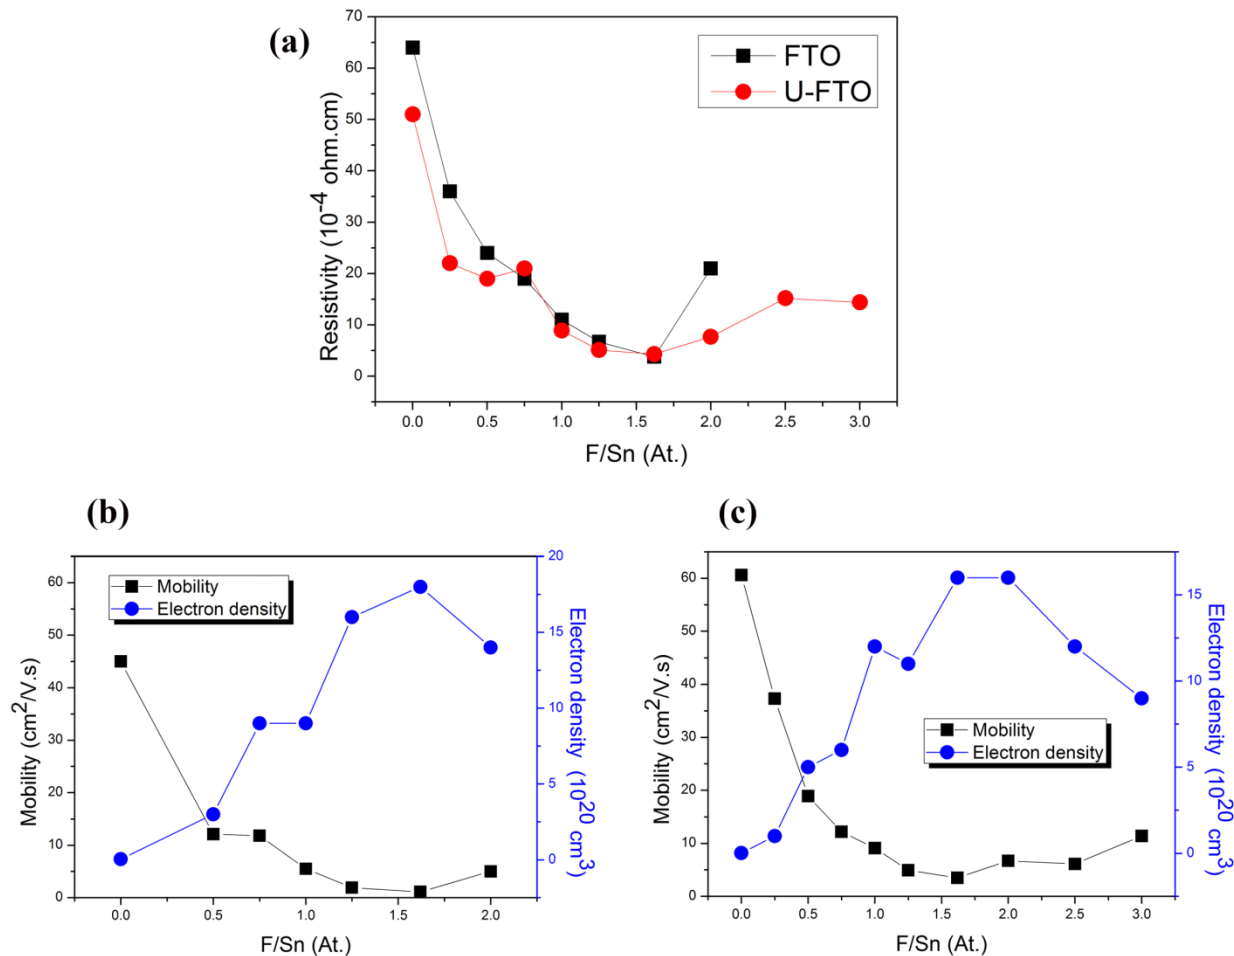 (a)
70
60
50
40
30
20
10
0
Resistivity (10⁻⁴ ohm.cm)
FTO
U-FTO
0.0 0.5 1.0 1.5 2.0 2.5 3.0
F/Sn (At.)
(b)
60
50
40
30
20
10
0
Mobility (cm²/V.s)
Mobility
Electron density
20
15
10
5
0
Electron density (10²⁰ cm³)
0.0 0.5 1.0 1.5 2.0
F/Sn (At.)
(c)
60
50
40
30
20
10
0
Mobility (cm²/V.s)
Mobility
Electron density
15
10
5
0
Electron density (10²⁰ cm³)
0.0 0.5 1.0 1.5 2.0 2.5 3.0
F/Sn (At.)